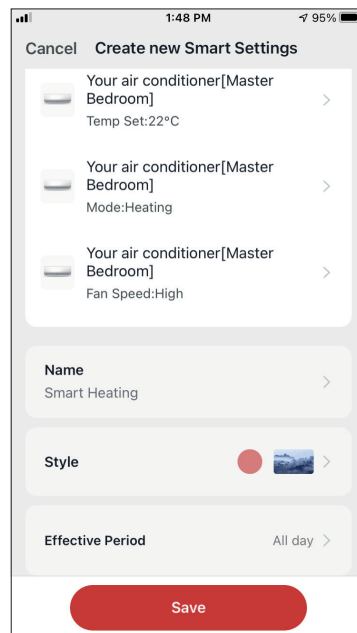 1:48 PM
95%
Cancel Create new Smart Settings
Your air conditioner[Master
Bedroom]
Temp Set:22°C
Your air conditioner[Master
Bedroom]
Mode:Heating
Your air conditioner[Master
Bedroom]
Fan Speed:High
Name
Smart Heating
Style
Effective Period All day
Save